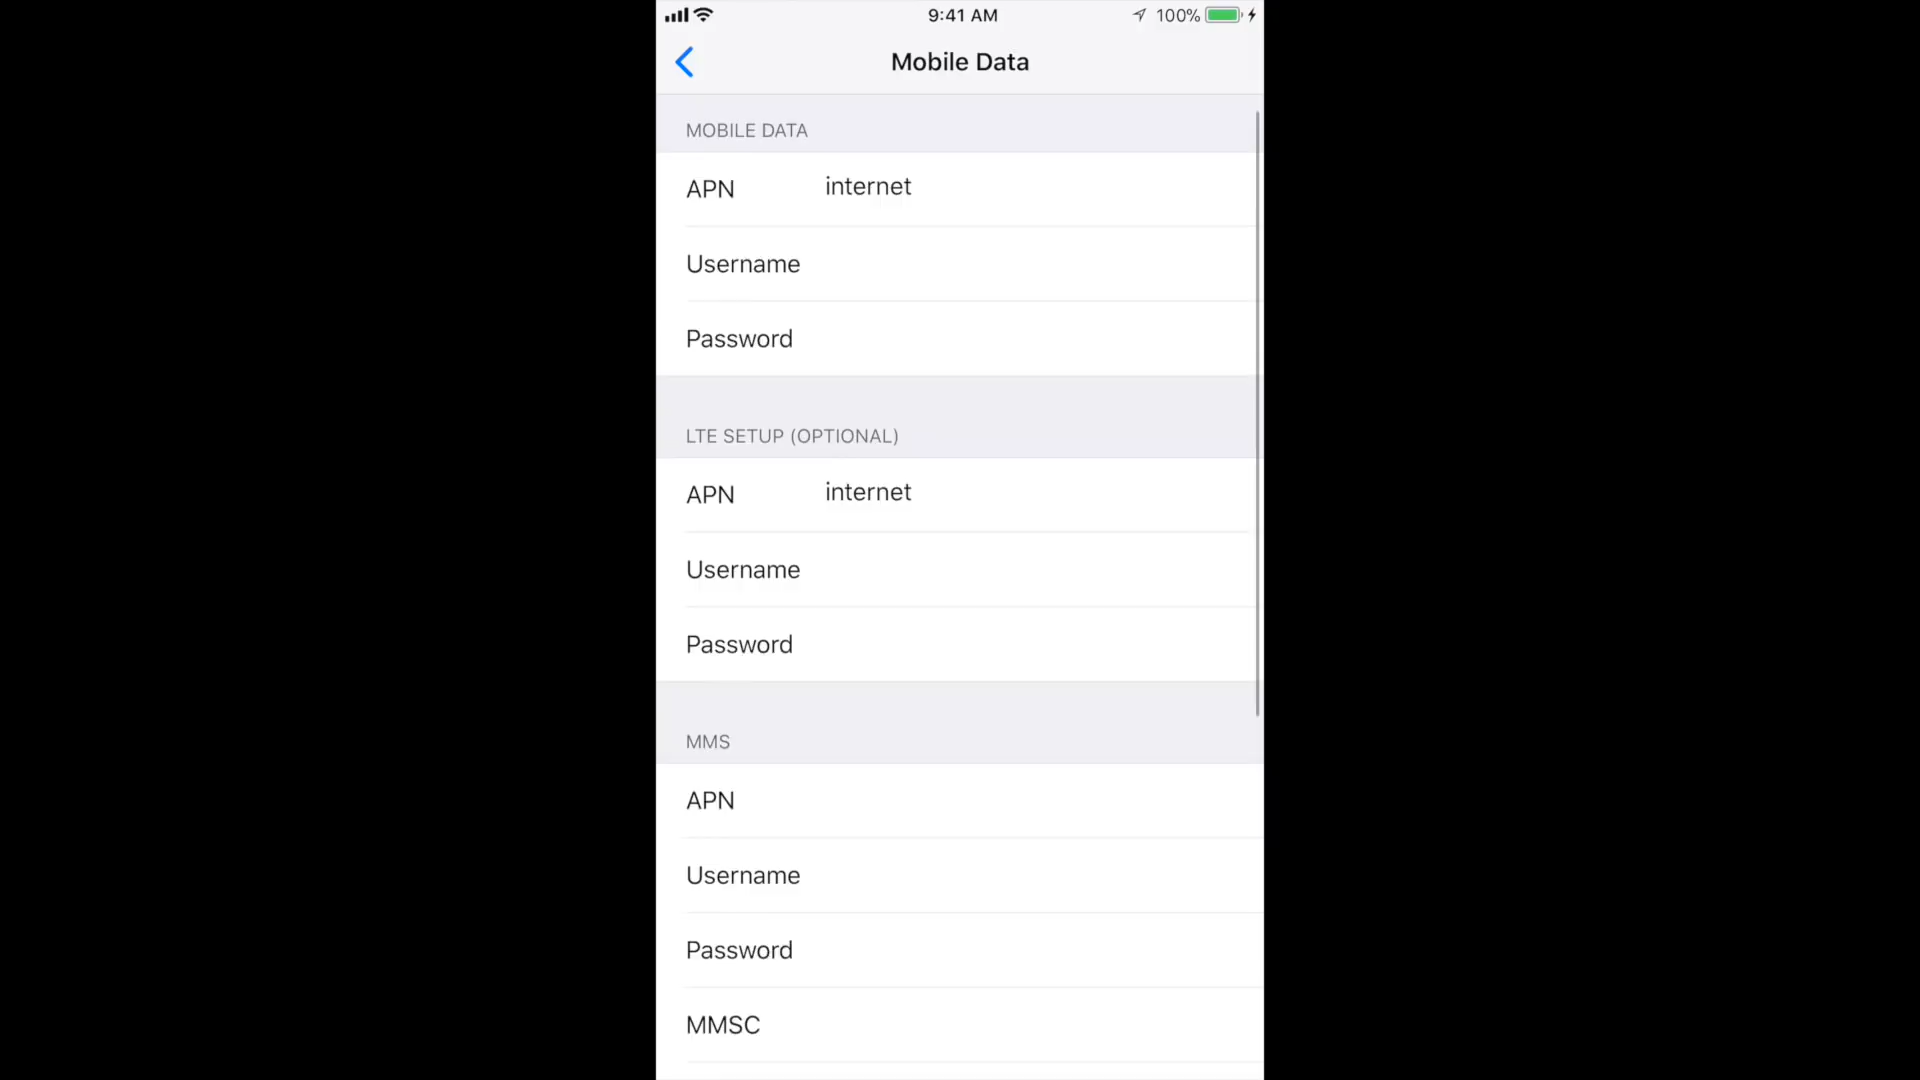 9:41 AM
100%
Mobile Data
MOBILE DATA
APN internet
Username
Password
LTE SETUP (OPTIONAL)
APN internet
Username
Password
MMS
APN
Username
Password
MMSC